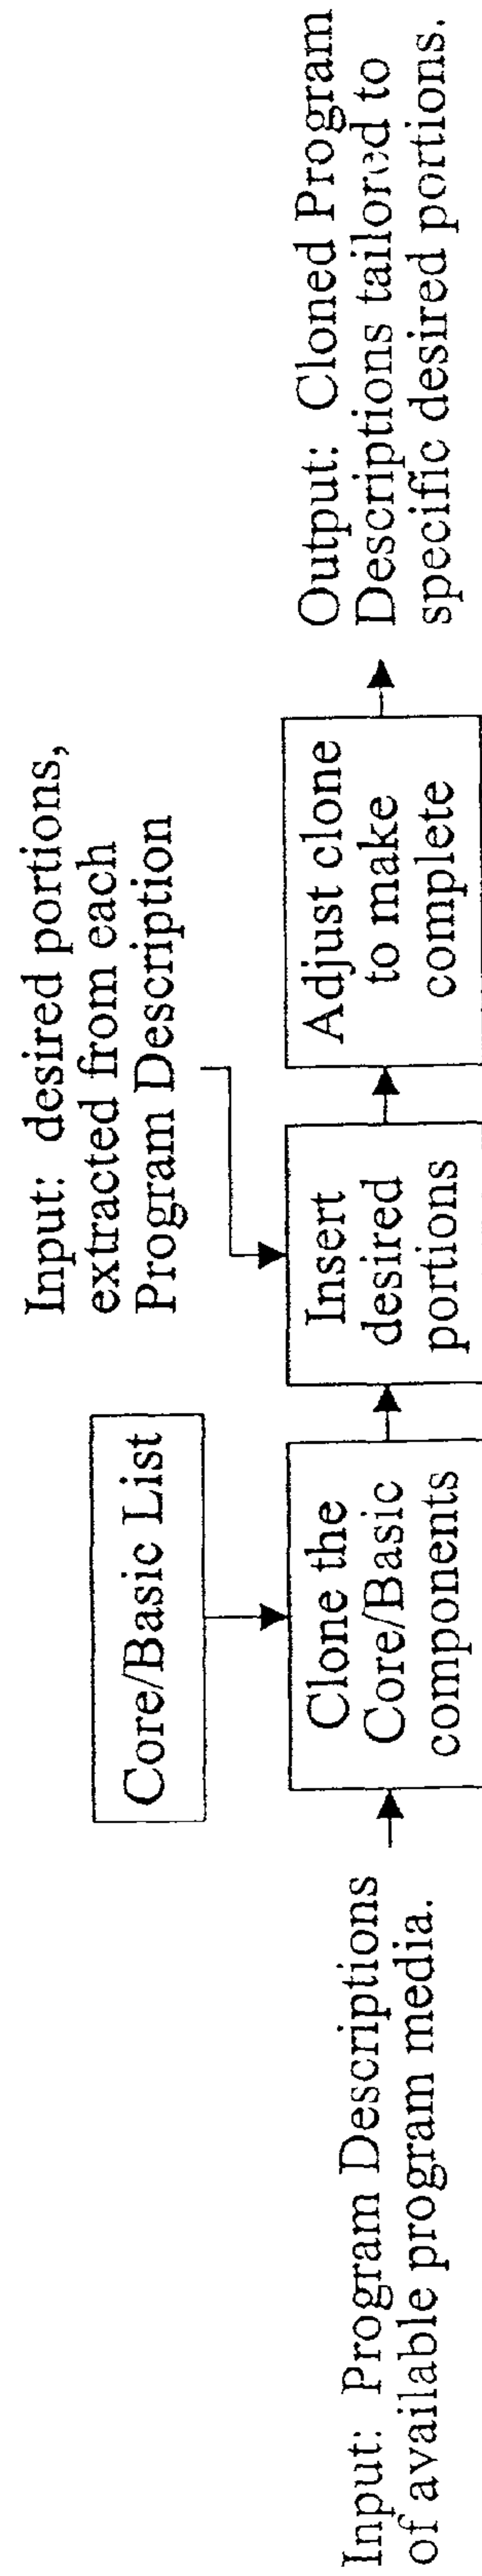 Input: Program Descriptions
of available program media.
Core/Basic List
Clone the
Core/Basic
components
Input: desired portions,
extracted from each
Program Description
Insert
desired
portions
Adjust clone
to make
complete
Output: Cloned Program
Descriptions tailored to
specific desired portions.